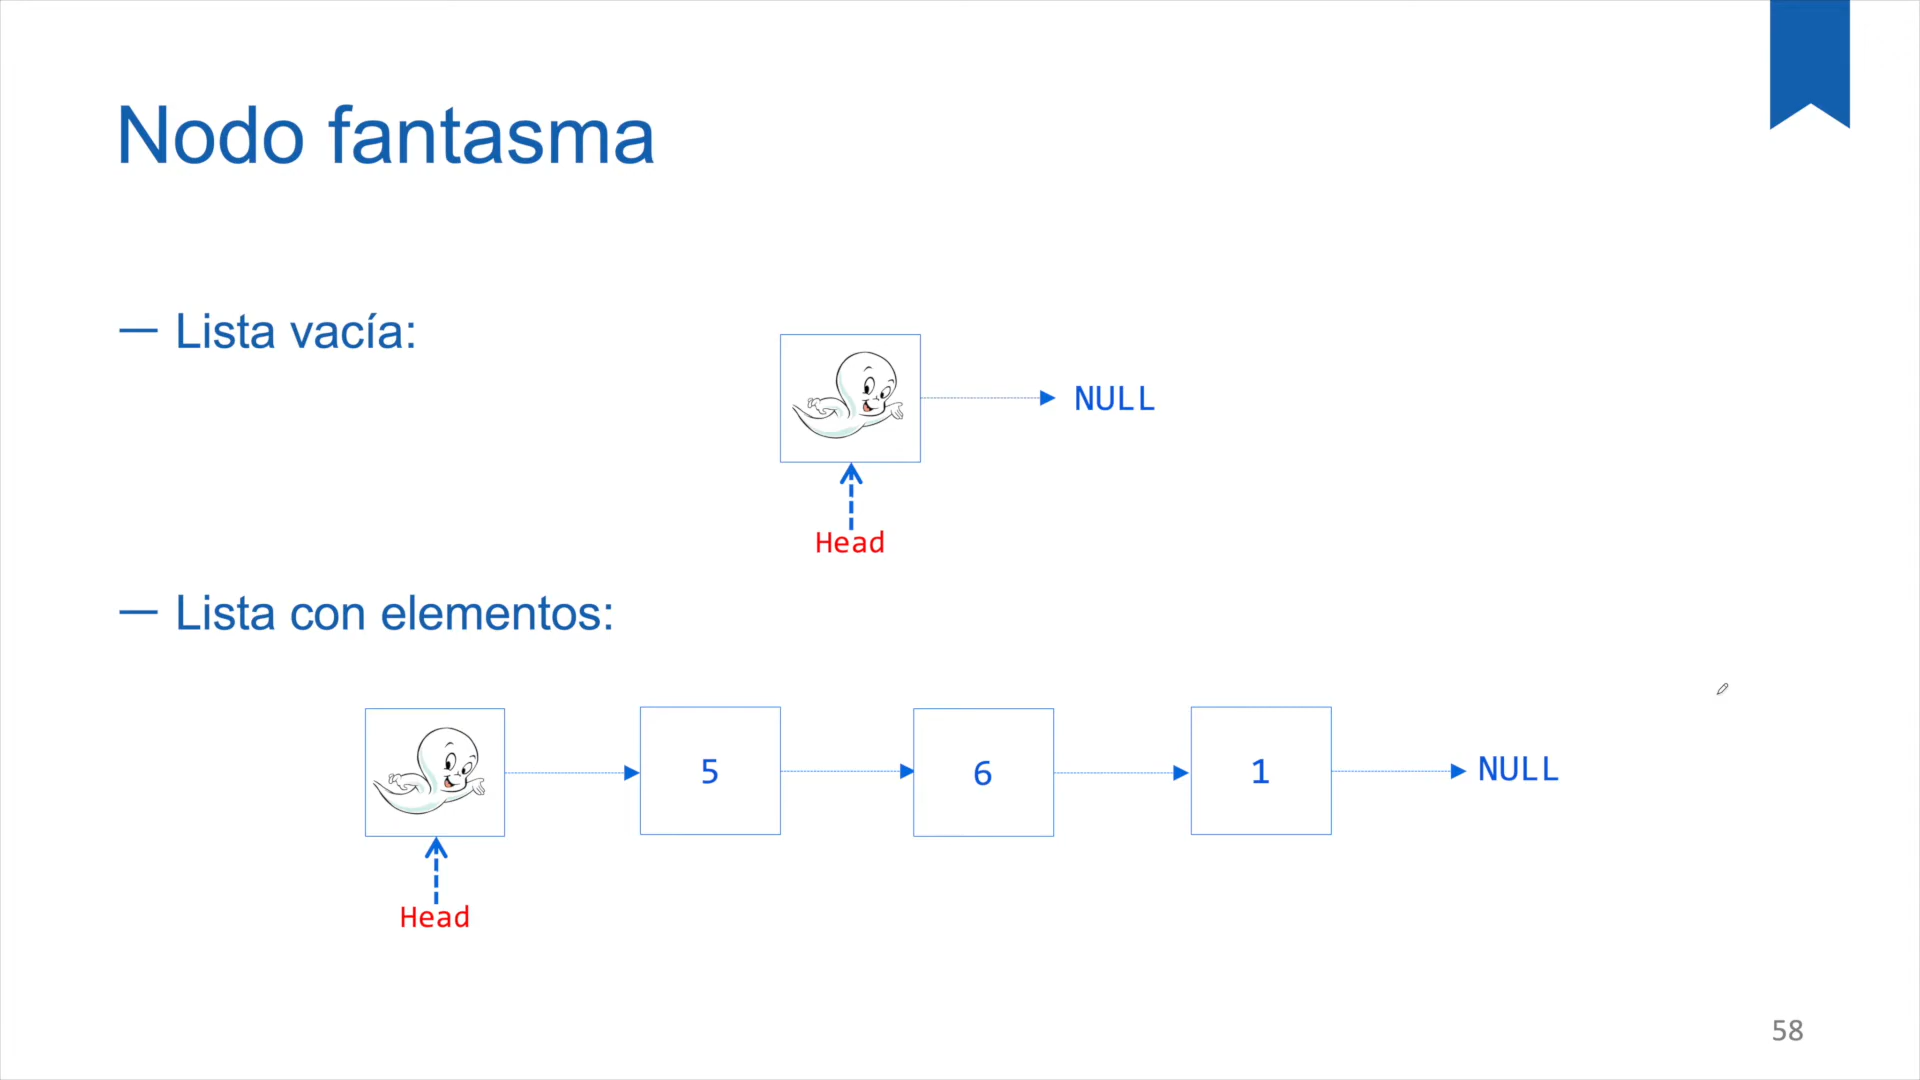 Nodo fantasma
— Lista vacía:
NULL
Head
— Lista con elementos:
5 6 1 NULL
Head
58